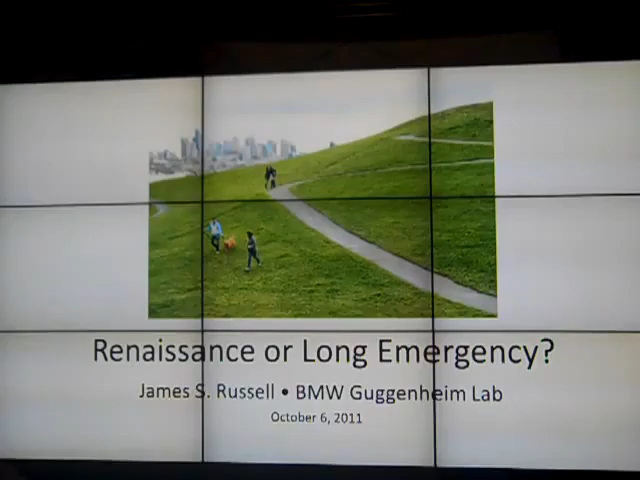 Renaissance or Long Emergency?
James S. Russell • BMW Guggenheim Lab
October 6, 2011